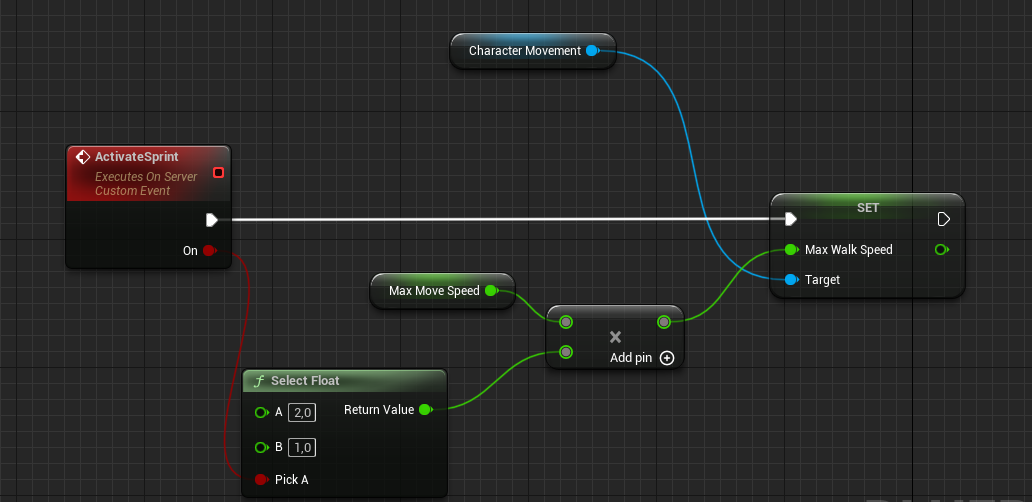 Character Movement
ActivateSprint
Executes On Server
Custom Event
SET
On
Max Walk Speed
Target
Max Move Speed
Add pin
f Select Float
A 2,0
Return Value
B 1,0
Pick A